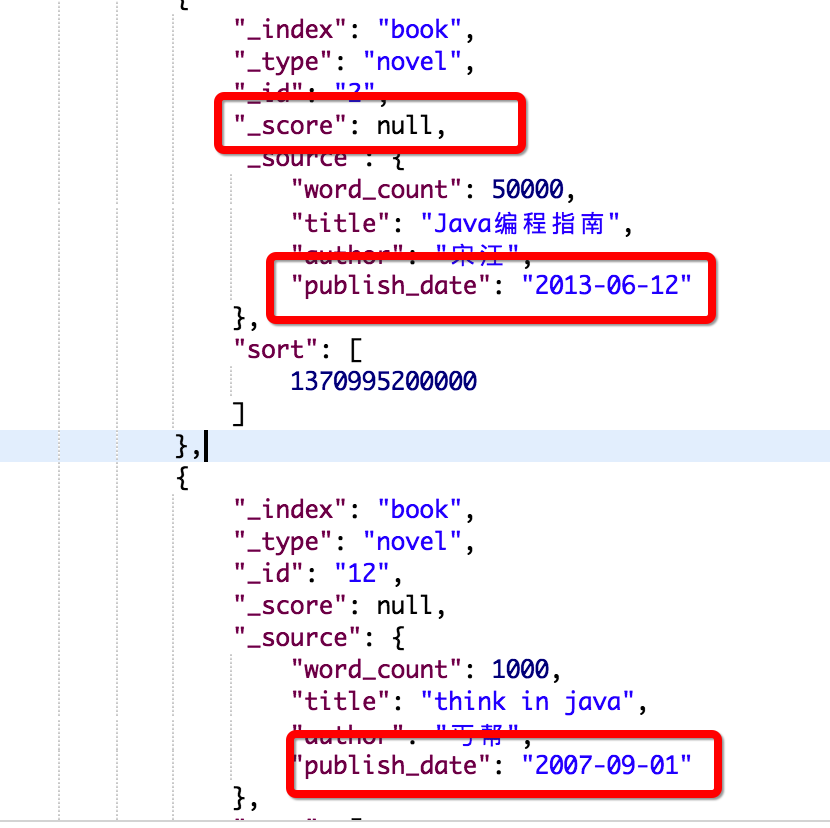 {
"_index": "book",
"_type": "novel",
"_id": "2",
"_score": null,
"_source": {
"word_count": 50000,
"title": "Java编程指南",
"author": "宋江",
"publish_date": "2013-06-12"
},
"sort": [
1370995200000
]
},
{
"_index": "book",
"_type": "novel",
"_id": "12",
"_score": null,
"_source": {
"word_count": 1000,
"title": "think in java",
"author": "丐帮",
"publish_date": "2007-09-01"
},